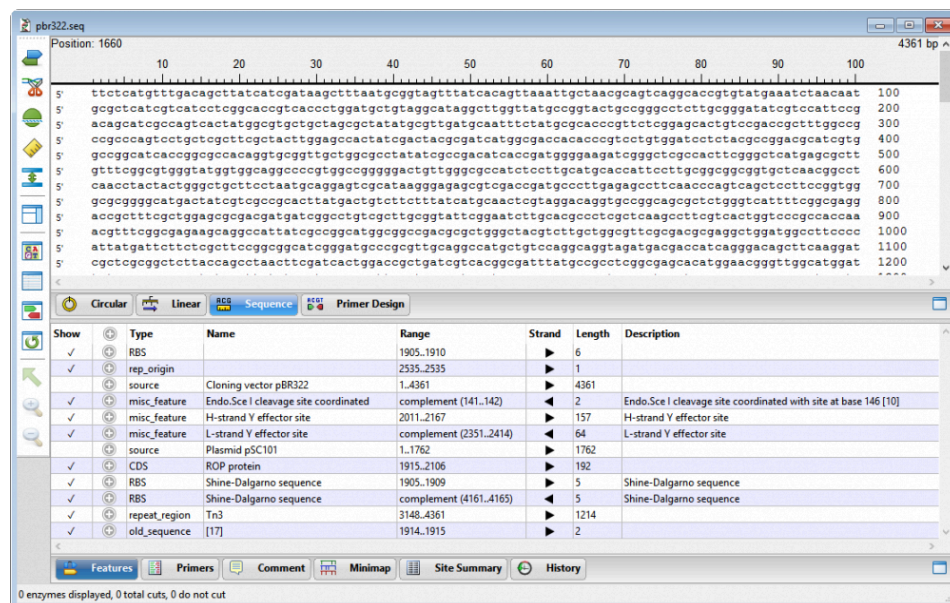 pbr322.seq
Position: 1660 4361 bp
10 20 30 40 50 60 70 80 90 100
5' ttctcatgtttgacagcttatcatcgataagctttaatgcggtagtttatcacagttaaattgctaacgcagtcaggcaccgtgtatgaaatctaacaat 100
5' gcgctcatcgtcatcctcggcaccgtcaccctggatgctgtaggcataggcttggttatgccggtactgccgggcctcttgcgggatatcgtccattccg 200
5' acagcatcgccagtcactatggcgtgctgctagcgctatatgcgttgatgcaatttctatgcgcacccgttctcggagcactgtccgaccgctttggccg 300
5' ccgcccagtcctgctcgcttcgctacttggagccactatcgactacgcgatcatggcgaccacacccgtcctgtggatcctctacgccggacgcatcgtg 400
5' gccggcatcaccggcgccacaggtgcggttgctggcgcctatatcgccgacatcaccgatggggaagatcgggctcgccacttcgggctcatgagcgctt 500
5' gtttcggcgtgggtatggtggcaggccccgtggccgggggactgttgggcgccatctccttgcatgcaccattccttgcggcggcggtgctcaacggcct 600
5' caacctactactgggctgcttcctaatgcaggagtcgcataagggagagcgtcgaccgatgcccttgagagccttcaacccagtcagctccttccggtgg 700
5' gcgcggggcatgactatcgtcgccgcacttatgactgtcttctttatcatgcaactcgtaggacaggtgccggcagcgctctgggtcattttcggcgagg 800
5' accgctttcgctggagcgcgacgatgatcggcctgtcgcttgcggtattcggaatcttgcacgccctcgctcaagccttcgtcactggtcccgccaccaa 900
5' acgtttcggcgagaagcaggccattatcgccggcatggcggccgacgcgctgggctacgtcttgctggcgttcgcgacgcgaggctggatggccttcccc 1000
5' attatgattcttctcgcttccggcggcatcgggatgcccgcgttgcaggccatgctgtccaggcaggtagatgacgaccatcagggacagcttcaaggat 1100
5' cgctcgcggctcttaccagcctaacttcgatcactggaccgctgatcgtcacggcgatttatgccgcctcggcgagcacatggaacgggttggcatggat 1200
Circular Linear Sequence Primer Design
Show Type Name Range Strand Length Description
✓ RBS 1905..1910 ▶ 6
✓ rep_origin 2535..2535 ▶ 1
source Cloning vector pBR322 1..4361 ▶ 4361
✓ misc_feature Endo.Sce I cleavage site coordinated complement (141..142) ◀ 2 Endo.Sce I cleavage site coordinated with site at base 146 [10]
✓ misc_feature H-strand Y effector site 2011..2167 ▶ 157 H-strand Y effector site
✓ misc_feature L-strand Y effector site complement (2351..2414) ◀ 64 L-strand Y effector site
source Plasmid pSC101 1..1762 ▶ 1762
✓ CDS ROP protein 1915..2106 ▶ 192
✓ RBS Shine-Dalgarno sequence 1905..1909 ▶ 5 Shine-Dalgarno sequence
✓ RBS Shine-Dalgarno sequence complement (4161..4165) ◀ 5 Shine-Dalgarno sequence
✓ repeat_region Tn3 3148..4361 ▶ 1214
✓ old_sequence [17] 1914..1915 ▶ 2
Features Primers Comment Minimap Site Summary History
0 enzymes displayed, 0 total cuts, 0 do not cut